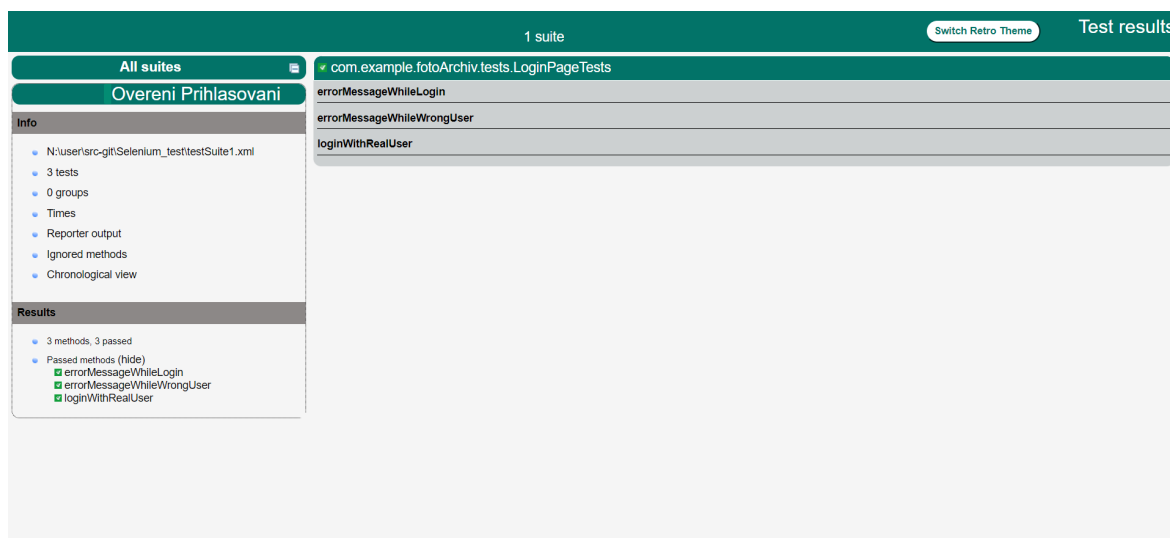 1 suite
Switch Retro Theme
Test results
All suites
Overeni Prihlasovani
Info
N:\user\src-git\Selenium_test\testSuite1.xml
3 tests
0 groups
Times
Reporter output
Ignored methods
Chronological view
Results
3 methods, 3 passed
Passed methods (hide)
errorMessageWhileLogin
errorMessageWhileWrongUser
loginWithRealUser
com.example.fotoArchiv.tests.LoginPageTests
errorMessageWhileLogin
errorMessageWhileWrongUser
loginWithRealUser